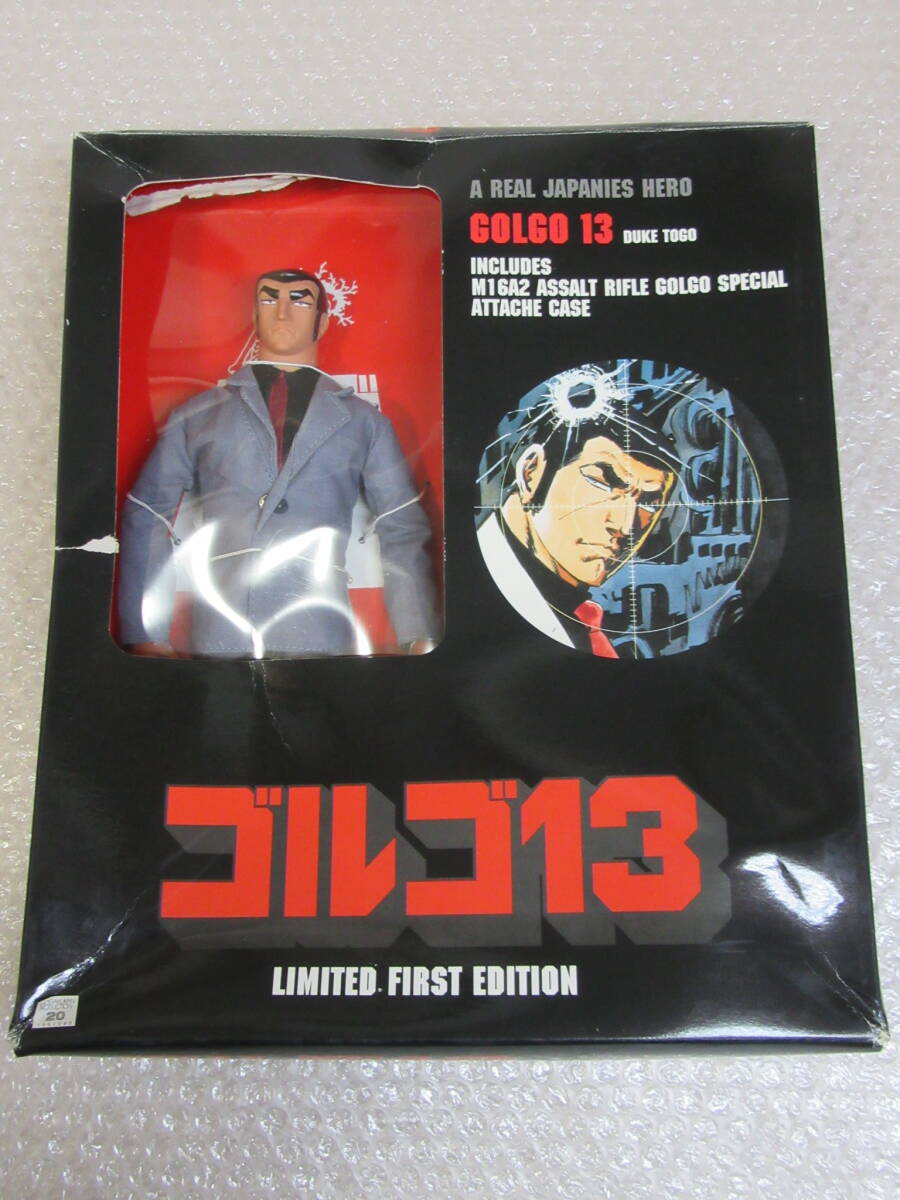 A REAL JAPANIES HERO
GOLGO 13 DUKE TOGO
INCLUDES
M16A2 ASSALT RIFLE GOLGO SPECIAL
ATTACHE CASE
ゴルゴ13
LIMITED FIRST EDITION
20